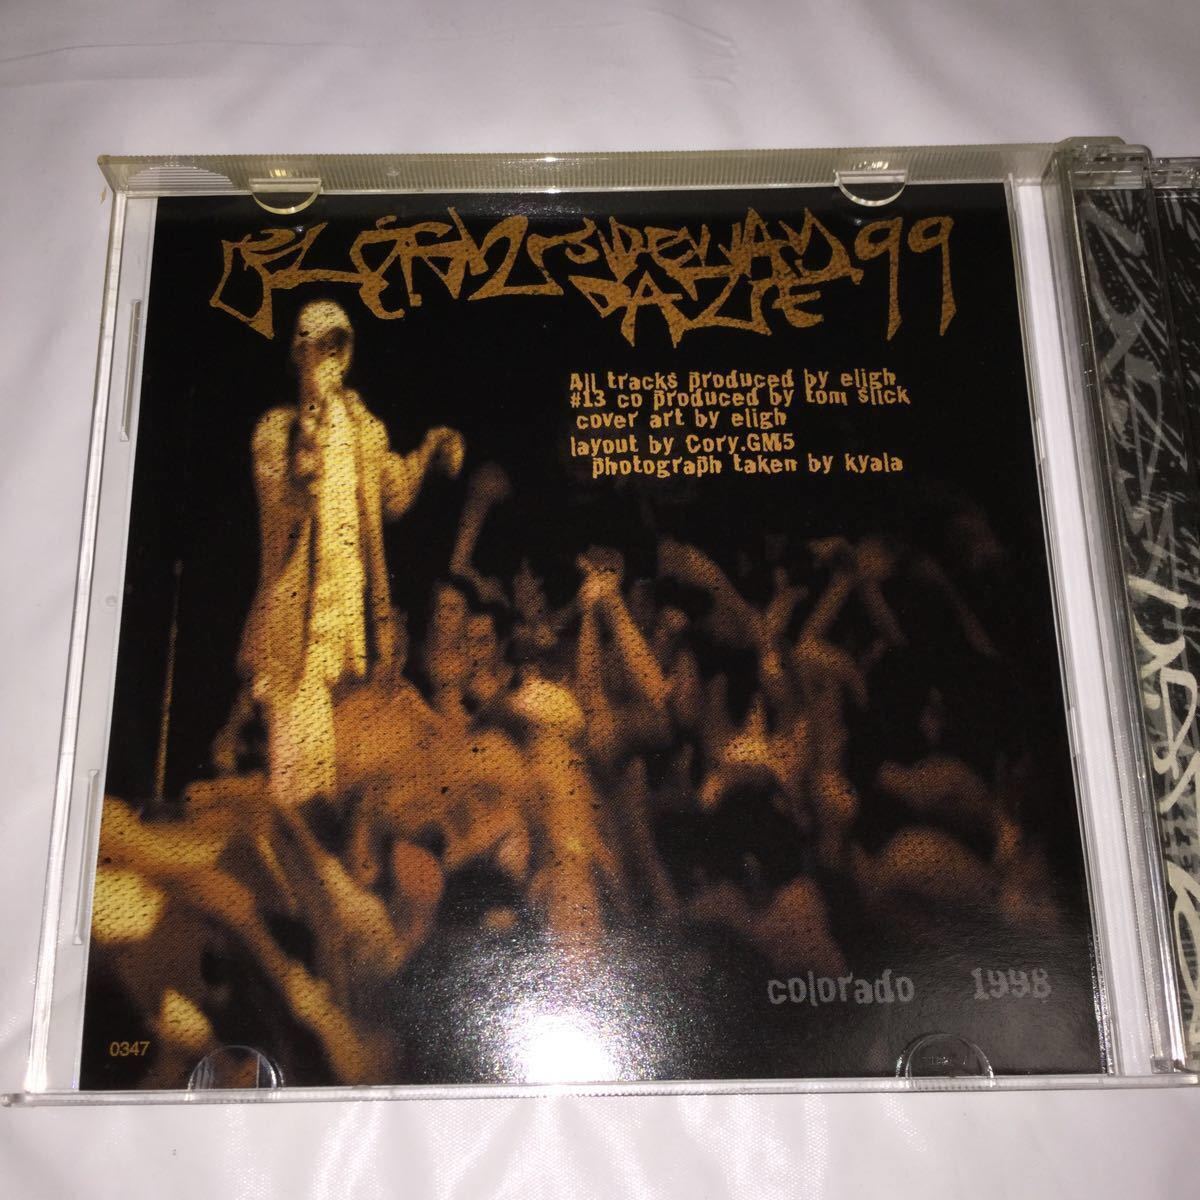 99
All tracks produced by eligh
#13 co produced by tom slick
cover art by eligh
layout by Cory.GM5
photograph taken by kyala
colorado 1998
0347